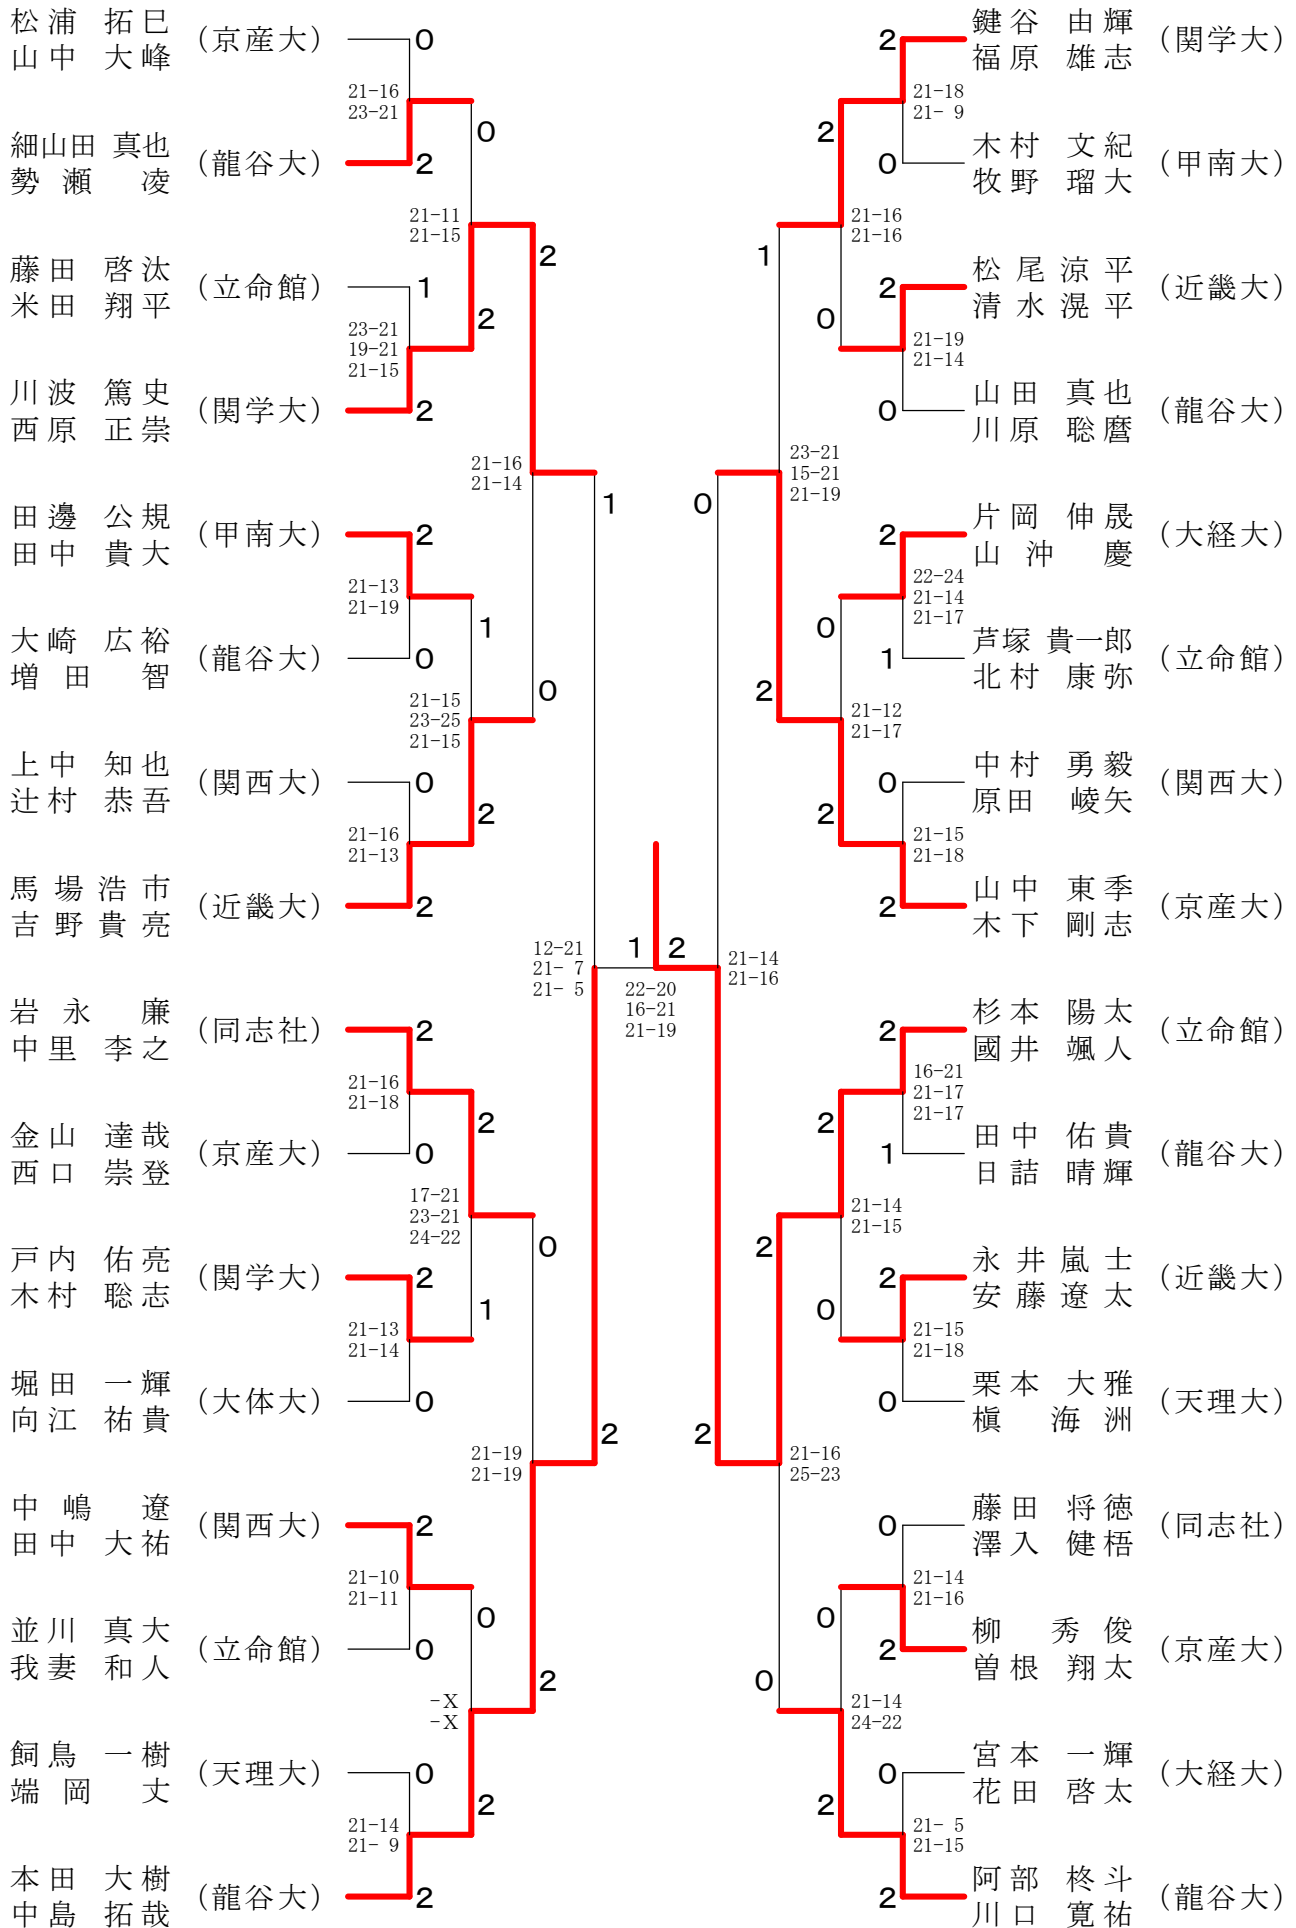 松浦 拓巳
山中 大峰
(京産大)
0
21-16
23-21
細山田 真也
勢瀬 凌
(龍谷大)
2
0
21-11
21-15
藤田 啓汰
米田 翔平
(立命館)
1
23-21
19-21
21-15
2
川波 篤史
西原 正崇
(関学大)
2
2
21-16
21-14
田邊 公規
田中 貴大
(甲南大)
2
21-13
21-19
大崎 広裕
増田 智
(龍谷大)
0
1
21-15
23-25
21-15
上中 知也
辻村 恭吾
(関西大)
0
21-16
21-13
2
馬場浩市
吉野貴亮
(近畿大)
2
0
1
12-21
21- 7
21- 5
岩永 廉
中里 李之
(同志社)
2
21-16
21-18
金山 達哉
西口 崇登
(京産大)
0
2
17-21
23-21
24-22
戸内 佑亮
木村 聡志
(関学大)
2
21-13
21-14
1
堀田 一輝
向江 祐貴
(大体大)
0
0
21-19
21-19
2
中嶋 遼
田中 大祐
(関西大)
2
21-10
21-11
並川 真大
我妻 和人
(立命館)
0
0
-X
-X
飼鳥 一樹
端岡 丈
(天理大)
0
21-14
21- 9
2
本田 大樹
中島 拓哉
(龍谷大)
2
2
1
2
22-20
16-21
21-19
2
鍵谷 由輝
福原 雄志
(関学大)
21-18
21- 9
0
木村 文紀
牧野 瑠大
(甲南大)
2
21-16
21-16
2
松尾涼平
清水滉平
(近畿大)
21-19
21-14
0
0
山田 真也
川原 聡麿
(龍谷大)
1
23-21
15-21
21-19
2
片岡 伸晟
山沖 慶
(大経大)
22-24
21-14
21-17
1
芦塚 貴一郎
北村 康弥
(立命館)
0
21-12
21-17
0
中村 勇毅
原田 崚矢
(関西大)
21-15
21-18
2
2
山中 東季
木下 剛志
(京産大)
2
0
21-14
21-16
2
杉本 陽太
國井 颯人
(立命館)
16-21
21-17
21-17
1
田中 佑貴
日詰 晴輝
(龍谷大)
2
21-14
21-15
2
永井嵐士
安藤遼太
(近畿大)
21-15
21-18
0
0
栗本 大雅
槇 海洲
(天理大)
2
21-16
25-23
2
0
藤田 将徳
澤入 健梧
(同志社)
21-14
21-16
2
柳 秀俊
曽根 翔太
(京産大)
0
21-14
24-22
0
宮本 一輝
花田 啓太
(大経大)
21- 5
21-15
2
2
阿部 柊斗
川口 寛祐
(龍谷大)
0